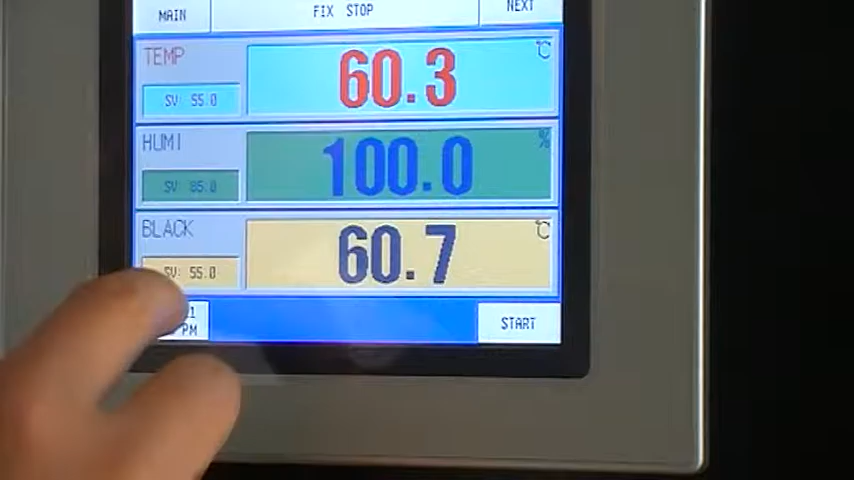 MAIN
FIX STOP
NEXT
TEMP
SV 55.0
60.3
℃
HUMI
SV 85.0
100.0
%
BLACK
SV: 55.0
60.7
℃
PM
START